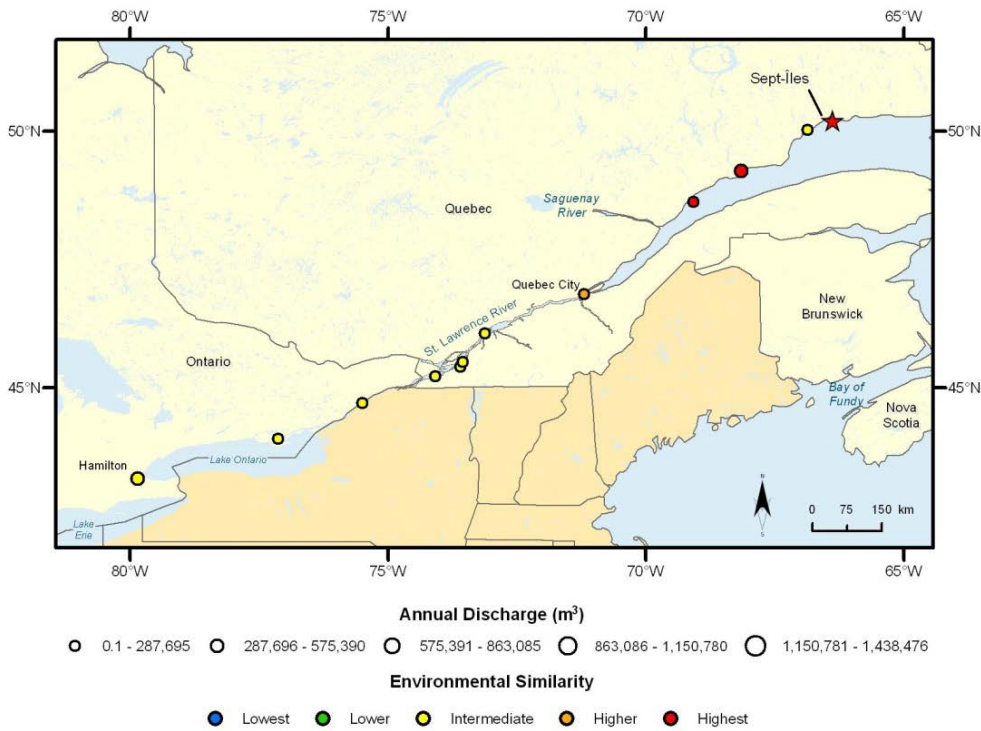 80°W 75°W 70°W 65°W
Sept-Îles
50°N 50°N
Saguenay
River
Quebec
Quebec City
St. Lawrence River
New
Brunswick
Ontario
45°N 45°N
Bay of
Fundy
Nova
Scotia
Hamilton
Lake Ontario
N
0 75 150 km
Lake
Erie
S
80°W 75°W 70°W 65°W
Annual Discharge (m³)
0.1 - 287,695 287,696 - 575,390 575,391 - 863,085 863,086 - 1,150,780 1,150,781 - 1,438,476
Environmental Similarity
Lowest Lower Intermediate Higher Highest